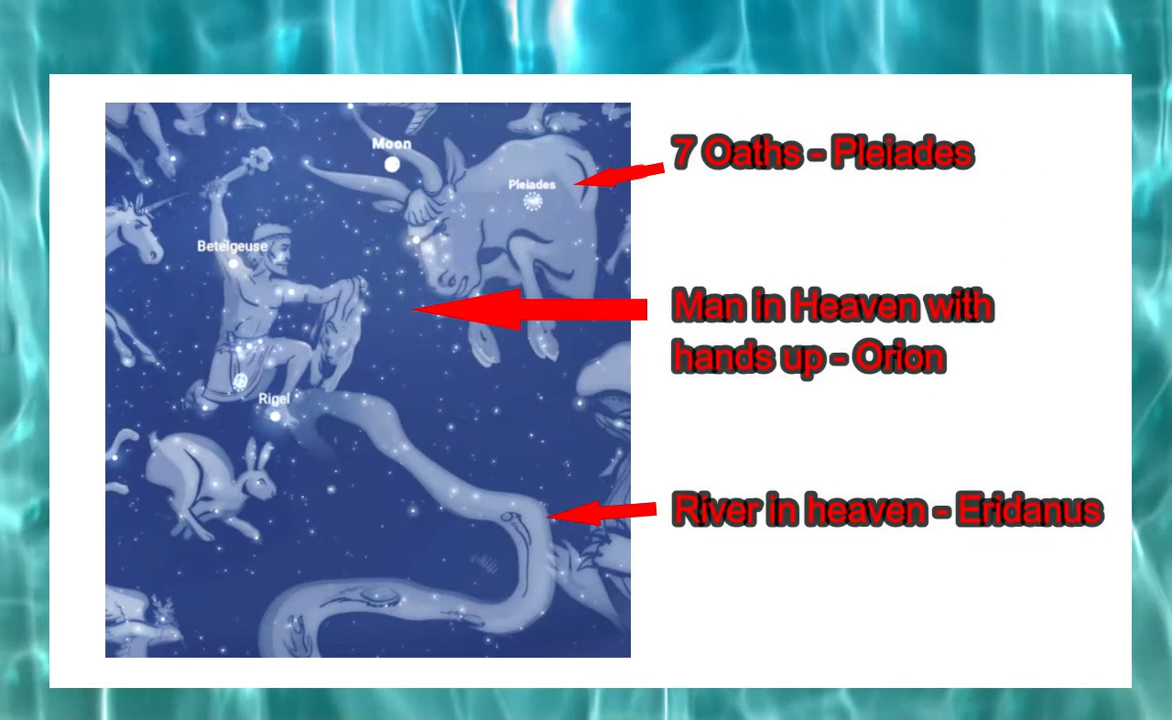 Moon
7 Oaths - Pleiades
Pleiades
Betelgeuse
Man in Heaven with
hands up - Orion
Rigel
River in heaven - Eridanus